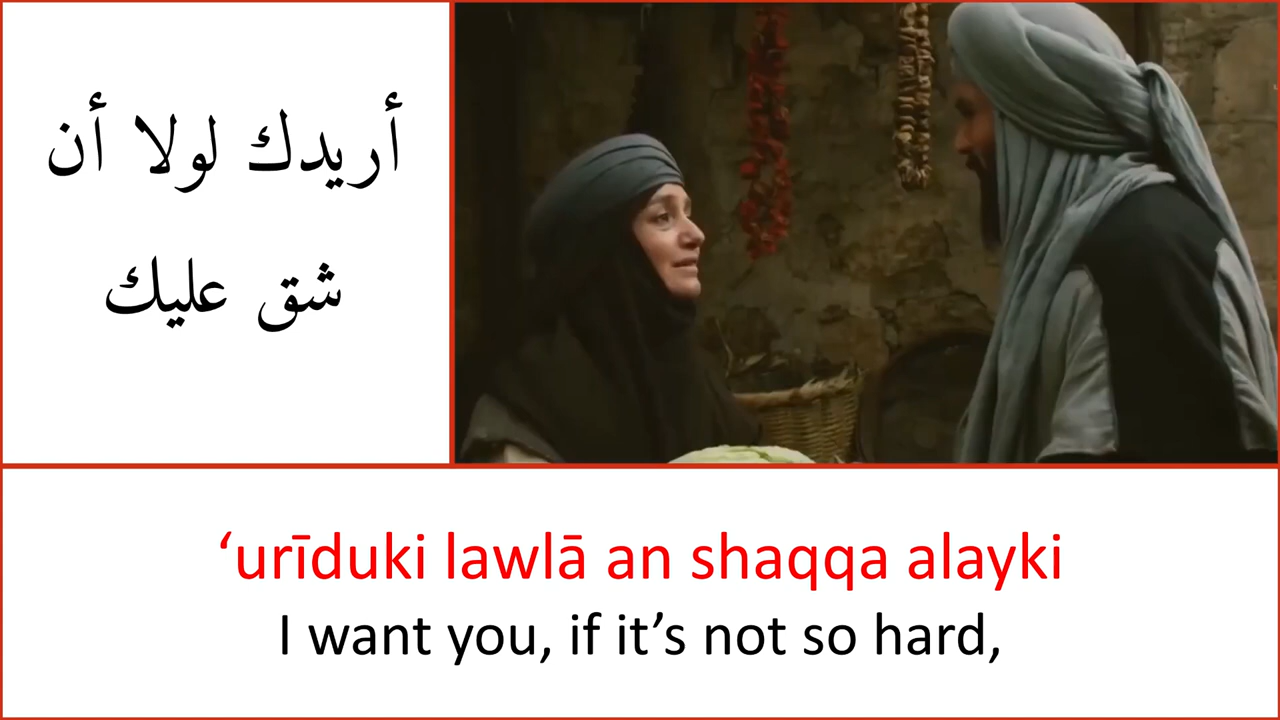 أريدك لولا أن
شق عليك
‘urīduki lawlā an shaqqa alayki
I want you, if it’s not so hard,